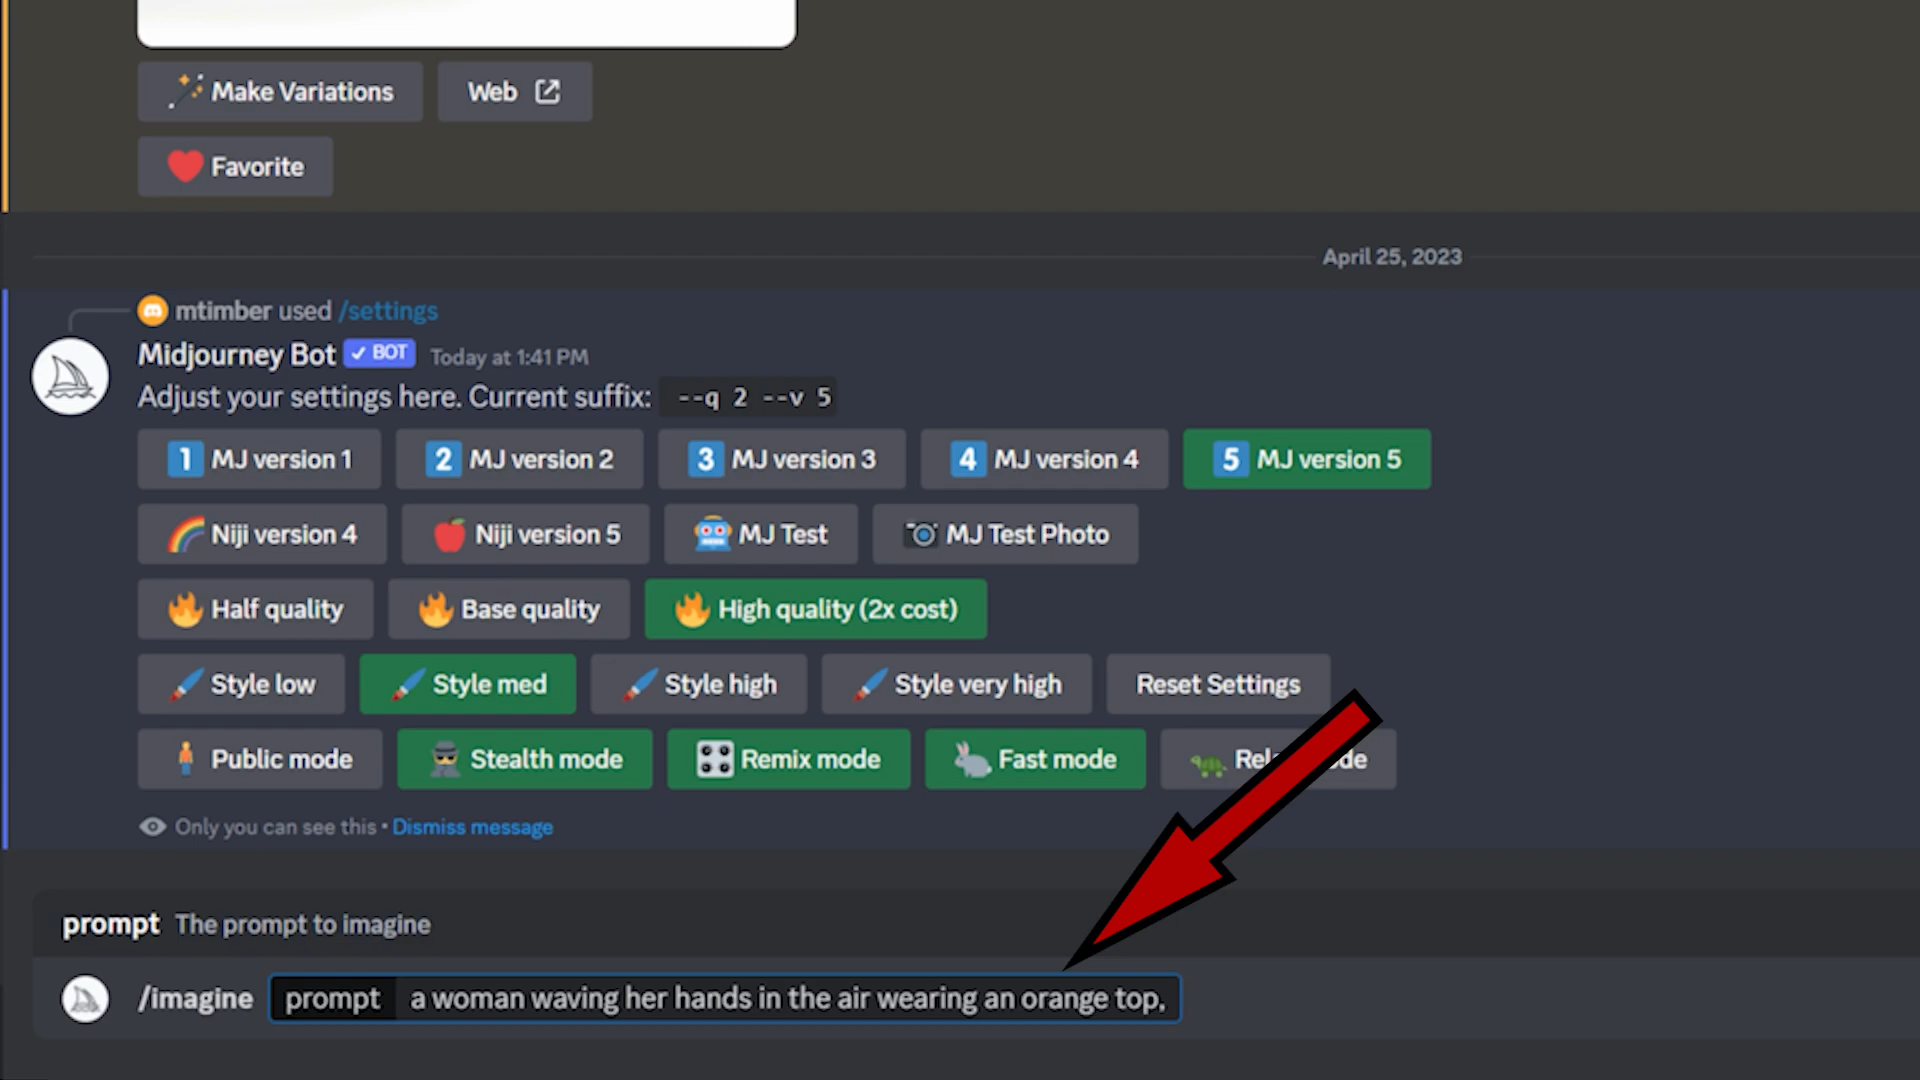 Make Variations Web
Favorite
April 25, 2023
mtimber used /settings
Midjourney Bot ✓ BOT Today at 1:41 PM
Adjust your settings here. Current suffix: --q 2 --v 5
1 MJ version 1 2 MJ version 2 3 MJ version 3 4 MJ version 4 5 MJ version 5
Niji version 4 Niji version 5 MJ Test MJ Test Photo
Half quality Base quality High quality (2x cost)
Style low Style med Style high Style very high Reset Settings
Public mode Stealth mode Remix mode Fast mode
Only you can see this • Dismiss message
prompt The prompt to imagine
/imagine prompt a woman waving her hands in the air wearing an orange top,